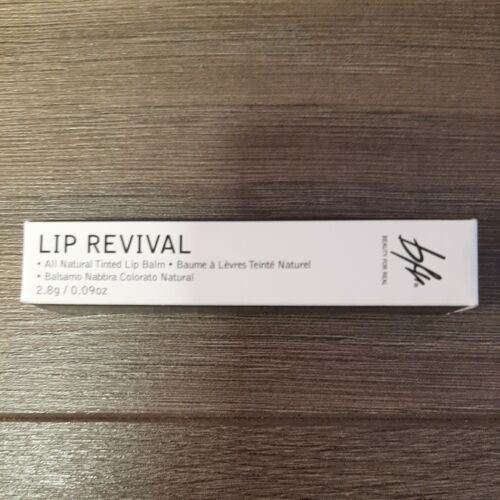 LIP REVIVAL
• All Natural Tinted Lip Balm • Baume à Lèvres Teinté Naturel
• Balsamo Nabbra Colorato Natural
2.8g / 0.09oz
bfr®
BEAUTY FOR REAL